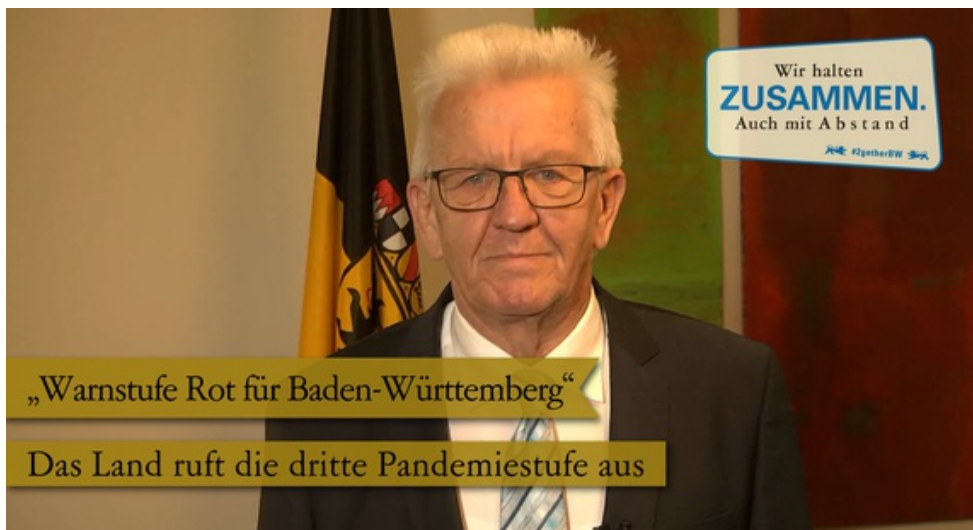 Wir halten
ZUSAMMEN.
Auch mit Abstand
#2getherBW
„Warnstufe Rot für Baden-Württemberg“
Das Land ruft die dritte Pandemiestufe aus